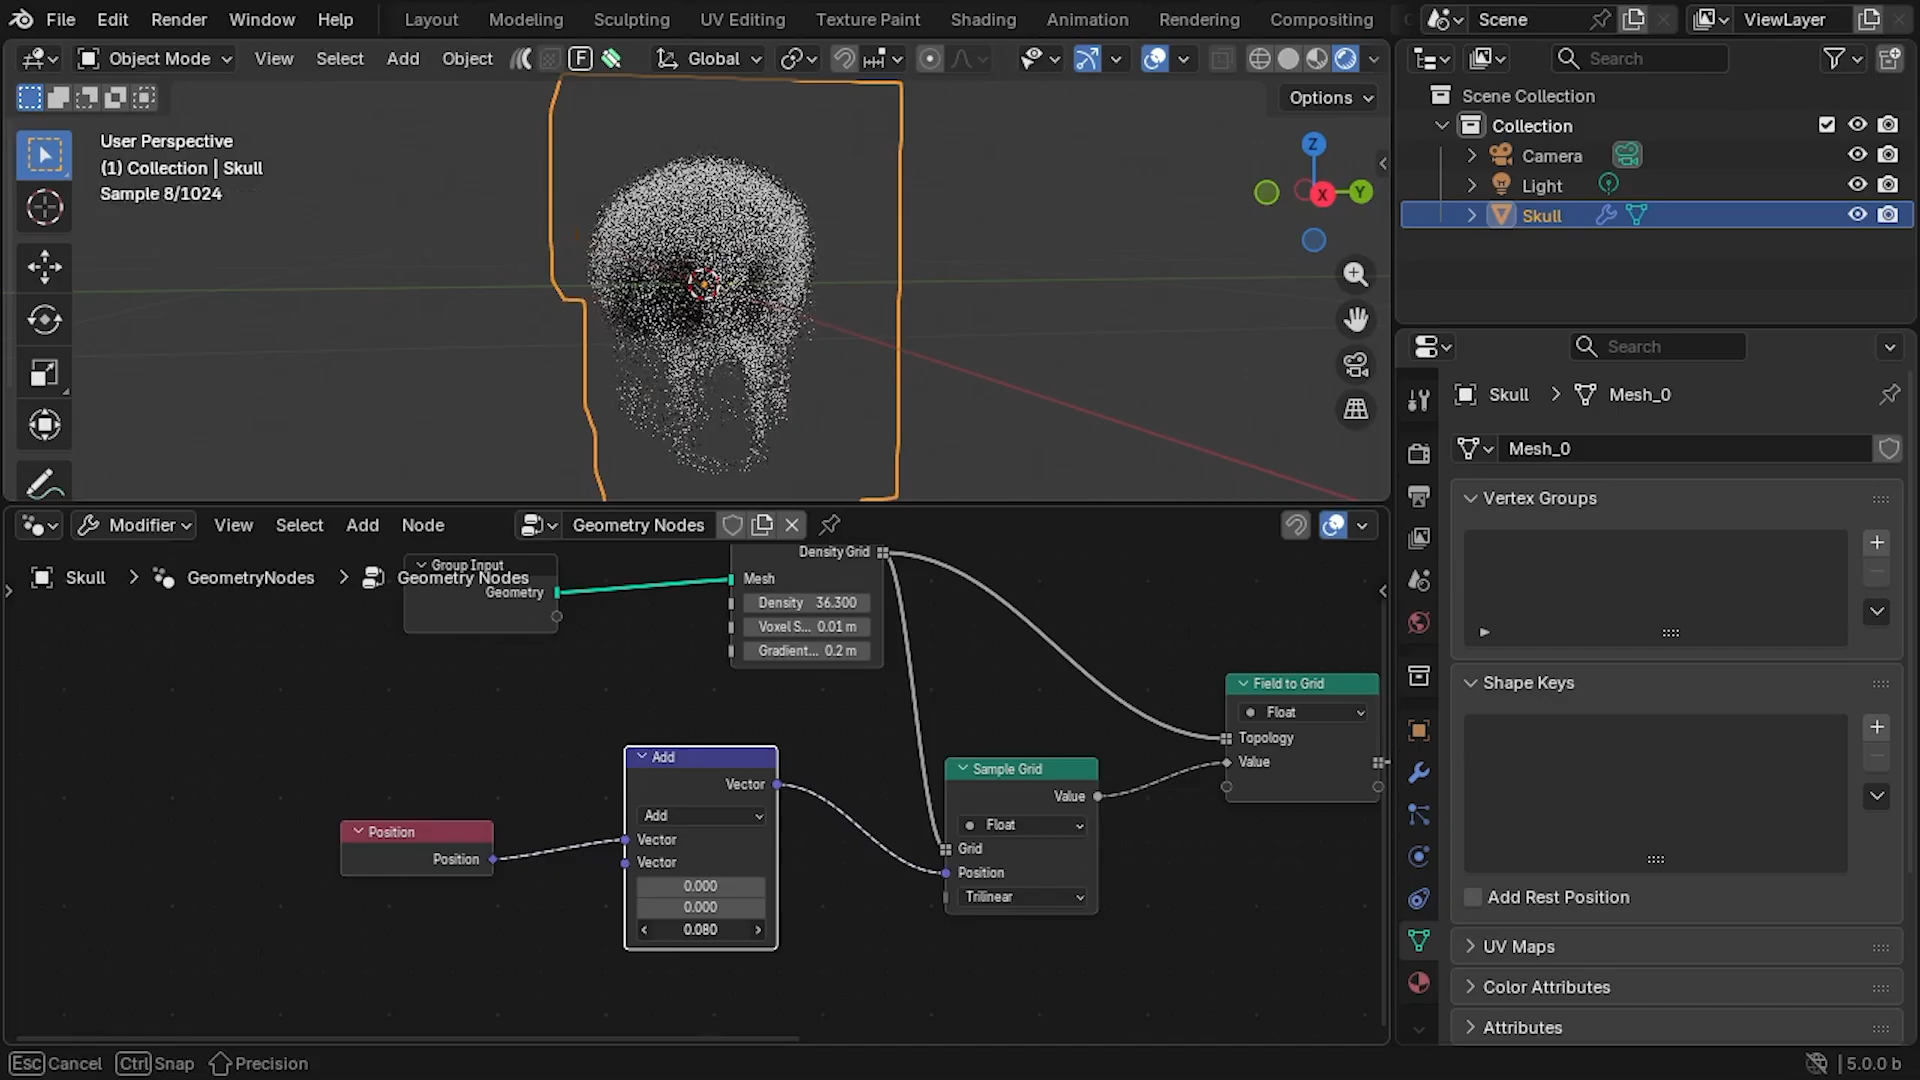 File Edit Render Window Help Layout Modeling Sculpting UV Editing Texture Paint Shading Animation Rendering Compositing Scene ViewLayer
Object Mode View Select Add Object F Global
Options
User Perspective
(1) Collection | Skull
Sample 8/1024
Z
Y
X
Search
Scene Collection
Collection
Camera
Light
Skull
Search
Skull > Mesh_0
Mesh_0
Vertex Groups
Shape Keys
Add Rest Position
UV Maps
Color Attributes
Attributes
Modifier View Select Add Node Geometry Nodes
Skull > GeometryNodes > Geometry Nodes
Group Input
Geometry
Density Grid
Mesh
Density 36.300
Voxel S... 0.01 m
Gradient... 0.2 m
Field to Grid
Float
Topology
Value
Add
Vector
Add
Vector
Vector
0.000
0.000
0.080
Position
Position
Sample Grid
Value
Float
Grid
Position
Trilinear
Esc Cancel Ctrl Snap Precision
5.0.0 b